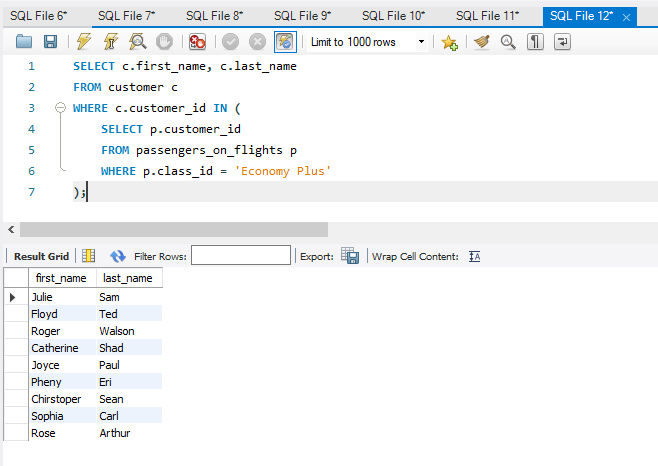 SQL File 6* SQL File 7* SQL File 8* SQL File 9* SQL File 10* SQL File 11* SQL File 12*
Limit to 1000 rows
1 SELECT c.first_name, c.last_name
2 FROM customer c
3 WHERE c.customer_id IN (
4 SELECT p.customer_id
5 FROM passengers_on_flights p
6 WHERE p.class_id = 'Economy Plus'
7 );
Result Grid Filter Rows: Export: Wrap Cell Content:
first_name last_name
Julie Sam
Floyd Ted
Roger Walson
Catherine Shad
Joyce Paul
Pheny Eri
Chirstoper Sean
Sophia Carl
Rose Arthur